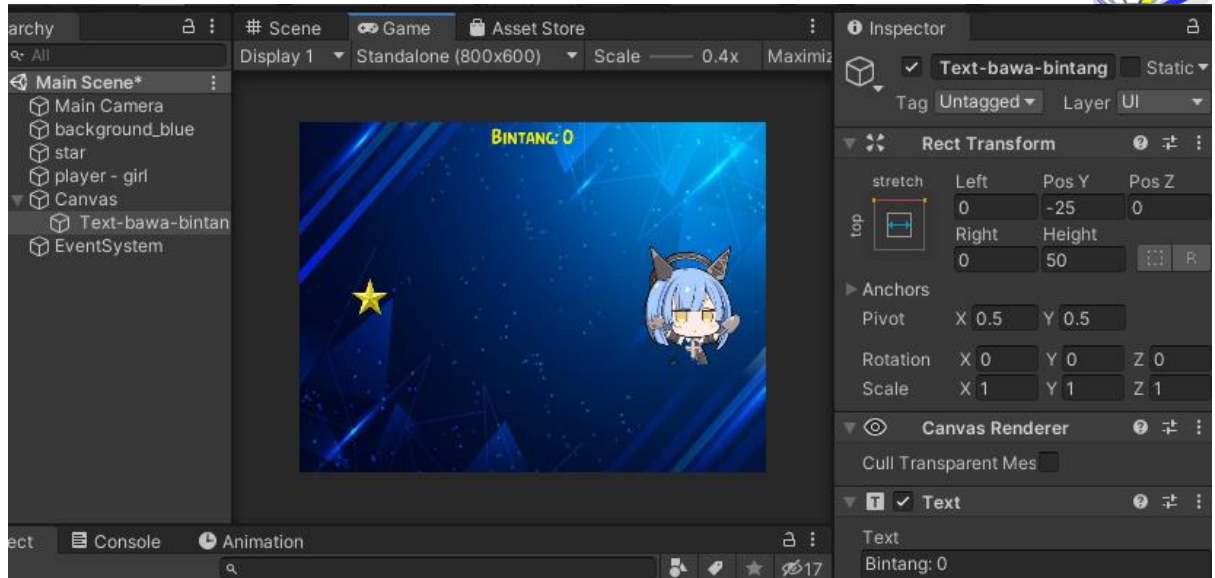 archy
# Scene Game Asset Store
Inspector
All
Display 1 Standalone (800x600) Scale 0.4x Maximiz
Main Scene*
Main Camera
background_blue
star
player - girl
Canvas
Text-bawa-bintan
EventSystem
BINTANG: 0
Text-bawa-bintang Static
Tag Untagged Layer UI
Rect Transform
stretch Left Pos Y Pos Z
0 -25 0
top
Right Height
0 50 R
Anchors
Pivot X 0.5 Y 0.5
Rotation X 0 Y 0 Z 0
Scale X 1 Y 1 Z 1
Canvas Renderer
Cull Transparent Mes
T Text
Text
Bintang: 0
ect Console Animation
17